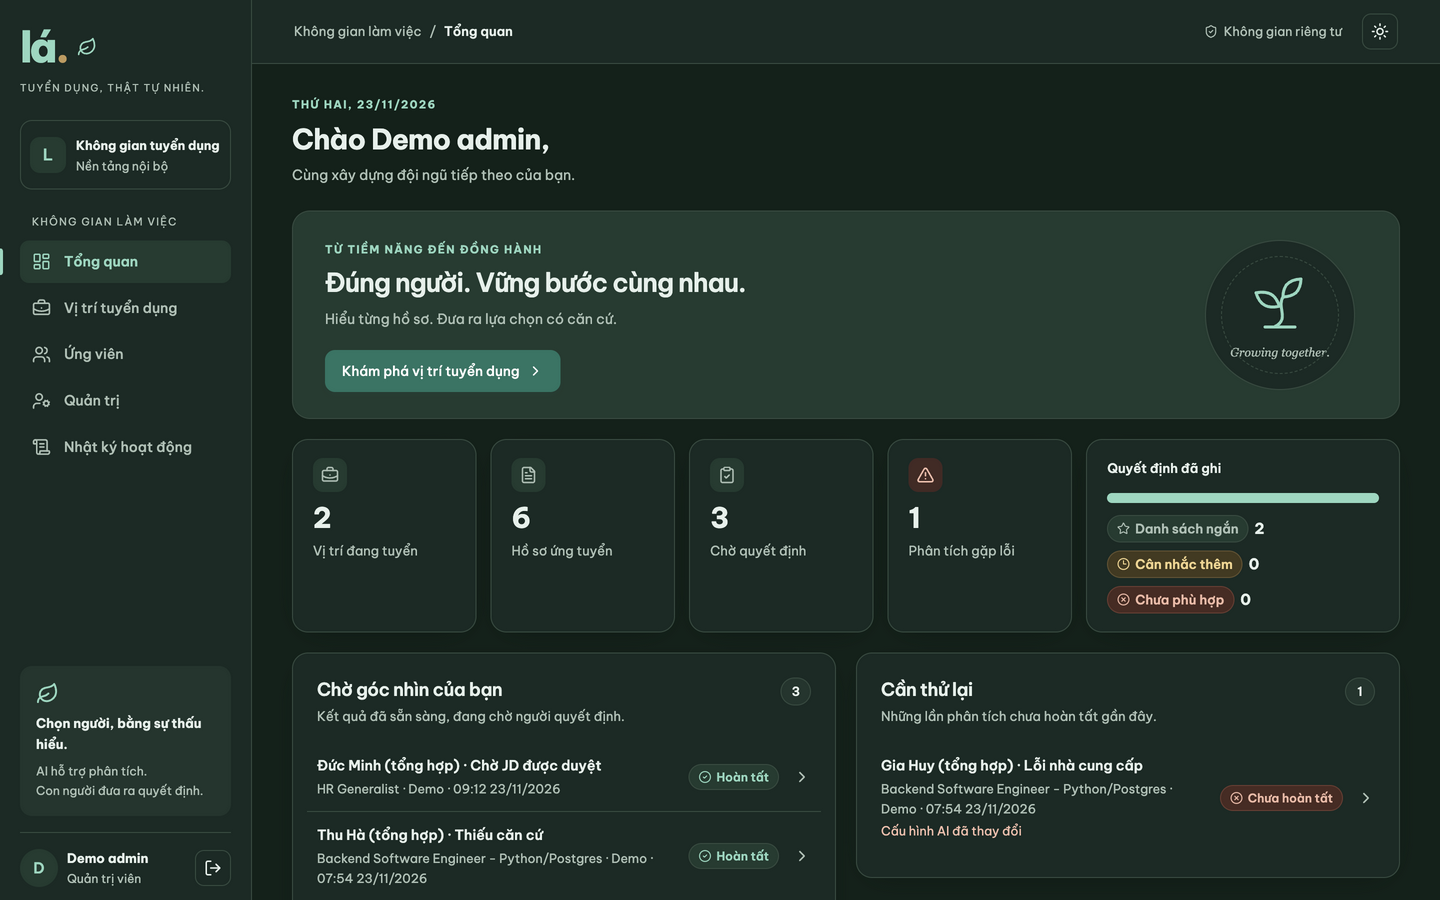 lá.
TUYỂN DỤNG, THẬT TỰ NHIÊN.
L
Không gian tuyển dụng
Nền tảng nội bộ
KHÔNG GIAN LÀM VIỆC
Tổng quan
Vị trí tuyển dụng
Ứng viên
Quản trị
Nhật ký hoạt động
Chọn người, bằng sự thấu
hiểu.
AI hỗ trợ phân tích.
Con người đưa ra quyết định.
D
Demo admin
Quản trị viên
Không gian làm việc / Tổng quan
Không gian riêng tư
THỨ HAI, 23/11/2026
Chào Demo admin,
Cùng xây dựng đội ngũ tiếp theo của bạn.
TỪ TIỀM NĂNG ĐẾN ĐỒNG HÀNH
Đúng người. Vững bước cùng nhau.
Hiểu từng hồ sơ. Đưa ra lựa chọn có căn cứ.
Khám phá vị trí tuyển dụng
Growing together.
2
Vị trí đang tuyển
6
Hồ sơ ứng tuyển
3
Chờ quyết định
1
Phân tích gặp lỗi
Quyết định đã ghi
Danh sách ngắn 2
Cân nhắc thêm 0
Chưa phù hợp 0
Chờ góc nhìn của bạn
3
Kết quả đã sẵn sàng, đang chờ người quyết định.
Đức Minh (tổng hợp) · Chờ JD được duyệt
HR Generalist · Demo · 09:12 23/11/2026
Hoàn tất
Thu Hà (tổng hợp) · Thiếu căn cứ
Backend Software Engineer - Python/Postgres · Demo ·
07:54 23/11/2026
Hoàn tất
Cần thử lại
1
Những lần phân tích chưa hoàn tất gần đây.
Gia Huy (tổng hợp) · Lỗi nhà cung cấp
Backend Software Engineer - Python/Postgres ·
Demo · 07:54 23/11/2026
Cấu hình AI đã thay đổi
Chưa hoàn tất